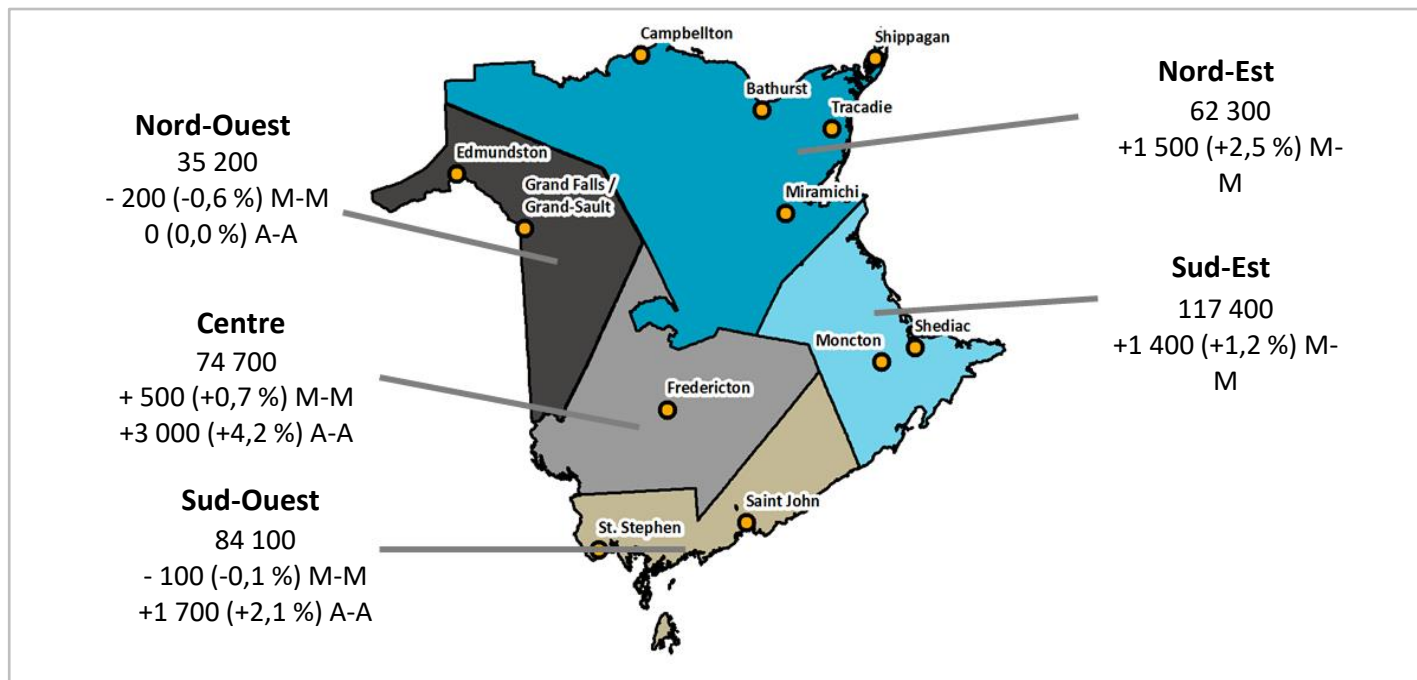 Nord-Ouest
35 200
- 200 (-0,6 %) M-M
0 (0,0 %) A-A
Centre
74 700
+ 500 (+0,7 %) M-M
+3 000 (+4,2 %) A-A
Sud-Ouest
84 100
- 100 (-0,1 %) M-M
+1 700 (+2,1 %) A-A
Campbellton
Shippagan
Bathurst
Tracadie
Edmundston
Grand Falls /
Grand-Sault
Miramichi
Moncton
Shediac
Fredericton
Saint John
St. Stephen
Nord-Est
62 300
+1 500 (+2,5 %) M-
M
Sud-Est
117 400
+1 400 (+1,2 %) M-
M